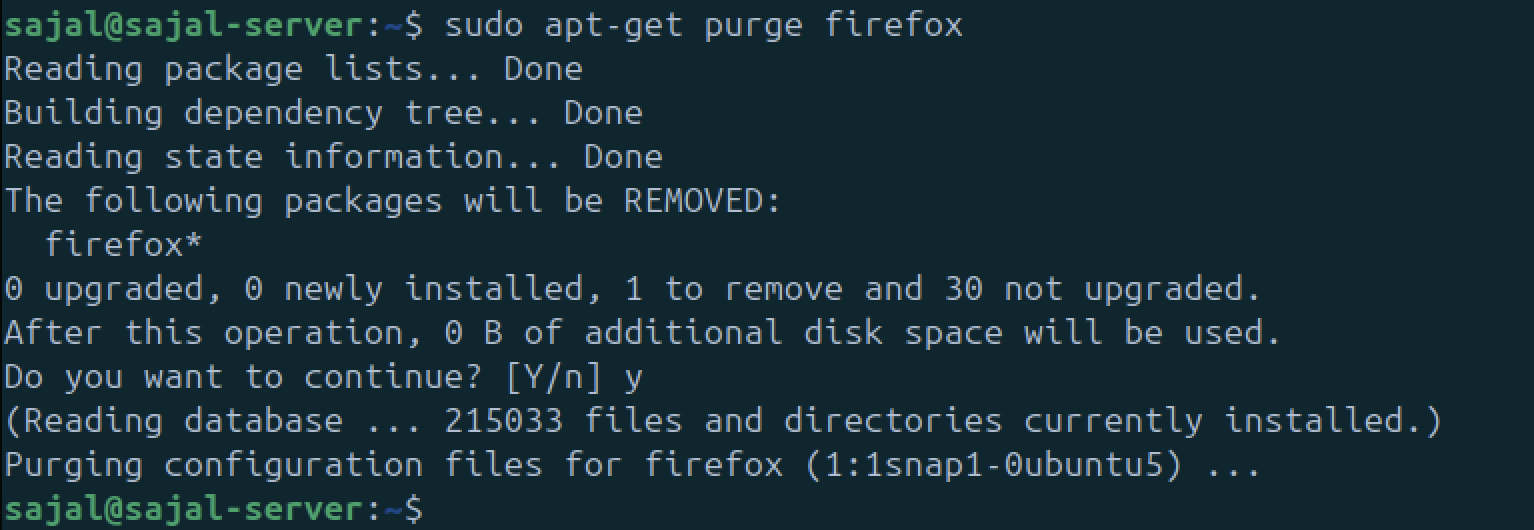 sajal@sajal-server:~$ sudo apt-get purge firefox
Reading package lists... Done
Building dependency tree... Done
Reading state information... Done
The following packages will be REMOVED:
  firefox*
0 upgraded, 0 newly installed, 1 to remove and 30 not upgraded.
After this operation, 0 B of additional disk space will be used.
Do you want to continue? [Y/n] y
(Reading database ... 215033 files and directories currently installed.)
Purging configuration files for firefox (1:1snap1-0ubuntu5) ...
sajal@sajal-server:~$